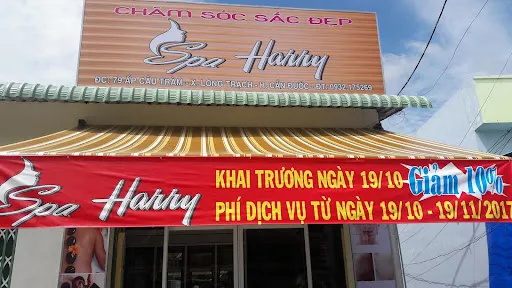 CHĂM SÓC SẮC ĐẸP
Spa Harry
ĐC: 79 ẤP CẦU TRÀM - X. LONG TRẠCH - H. CẦN ĐƯỚC - ĐT: 0932 175269
Spa Harry
KHAI TRƯƠNG NGÀY 19/10 Giảm 10%
PHÍ DỊCH VỤ TỪ NGÀY 19/10 - 19/11/2017